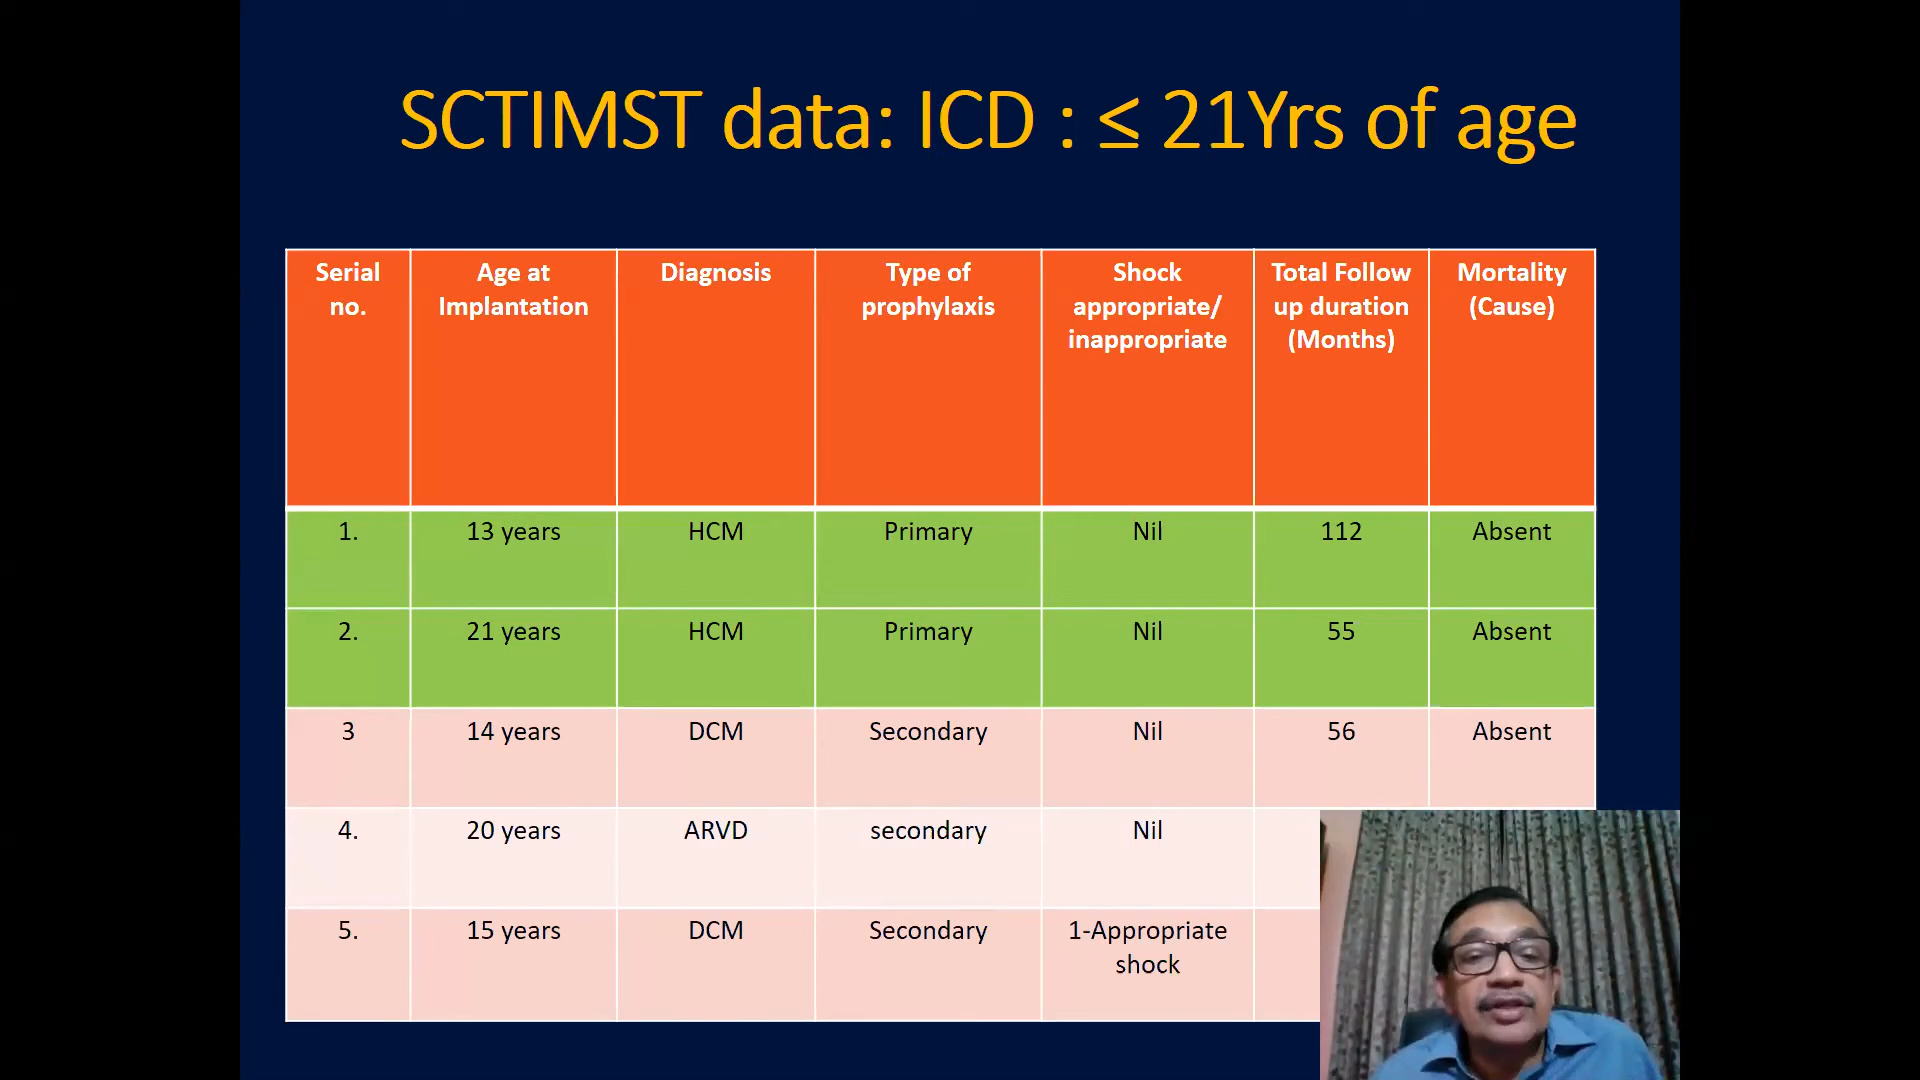 SCTIMST data: ICD : ≤ 21Yrs of age
Serial no. Age at Implantation Diagnosis Type of prophylaxis Shock appropriate/ inappropriate Total Follow up duration (Months) Mortality (Cause)
1. 13 years HCM Primary Nil 112 Absent
2. 21 years HCM Primary Nil 55 Absent
3 14 years DCM Secondary Nil 56 Absent
4. 20 years ARVD secondary Nil
5. 15 years DCM Secondary 1-Appropriate shock